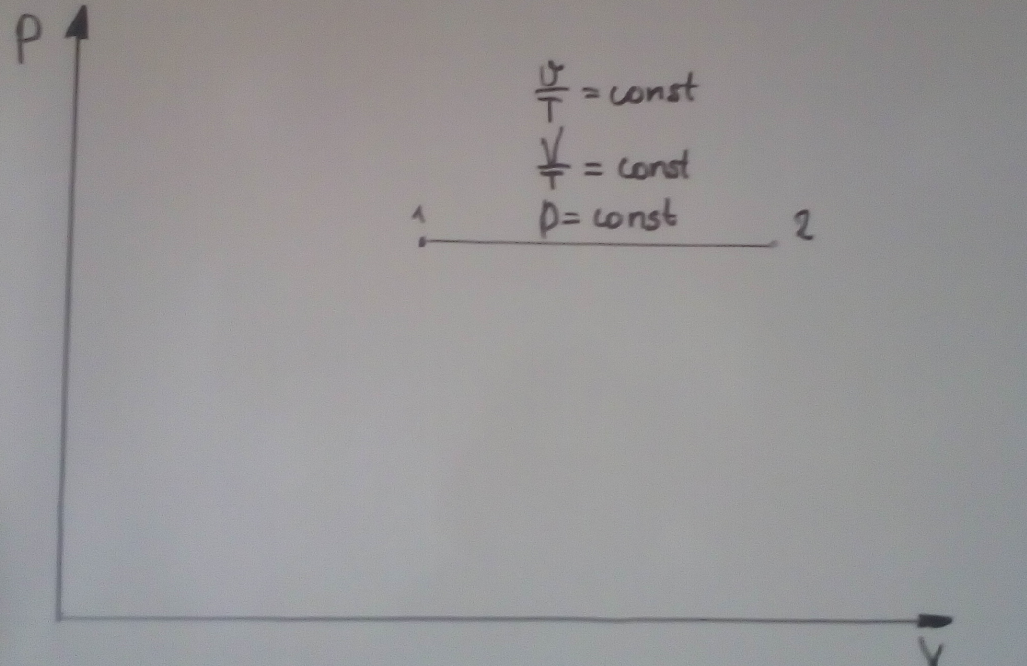 P
v/T = const
V/T = const
p = const
1
2
V